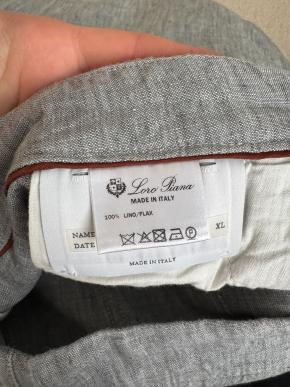 Loro Piana
MADE IN ITALY
100% LINO/FLAX
NAME
DATE
XL
MADE IN ITALY